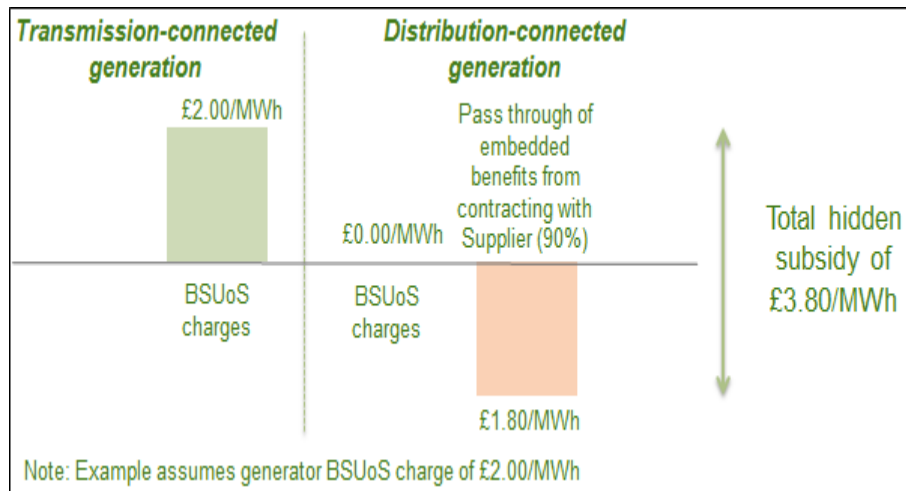 Transmission-connected
generation
Distribution-connected
generation
£2.00/MWh
BSUoS
charges
£0.00/MWh
BSUoS
charges
Pass through of
embedded
benefits from
contracting with
Supplier (90%)
£1.80/MWh
Total hidden
subsidy of
£3.80/MWh
Note: Example assumes generator BSUoS charge of £2.00/MWh